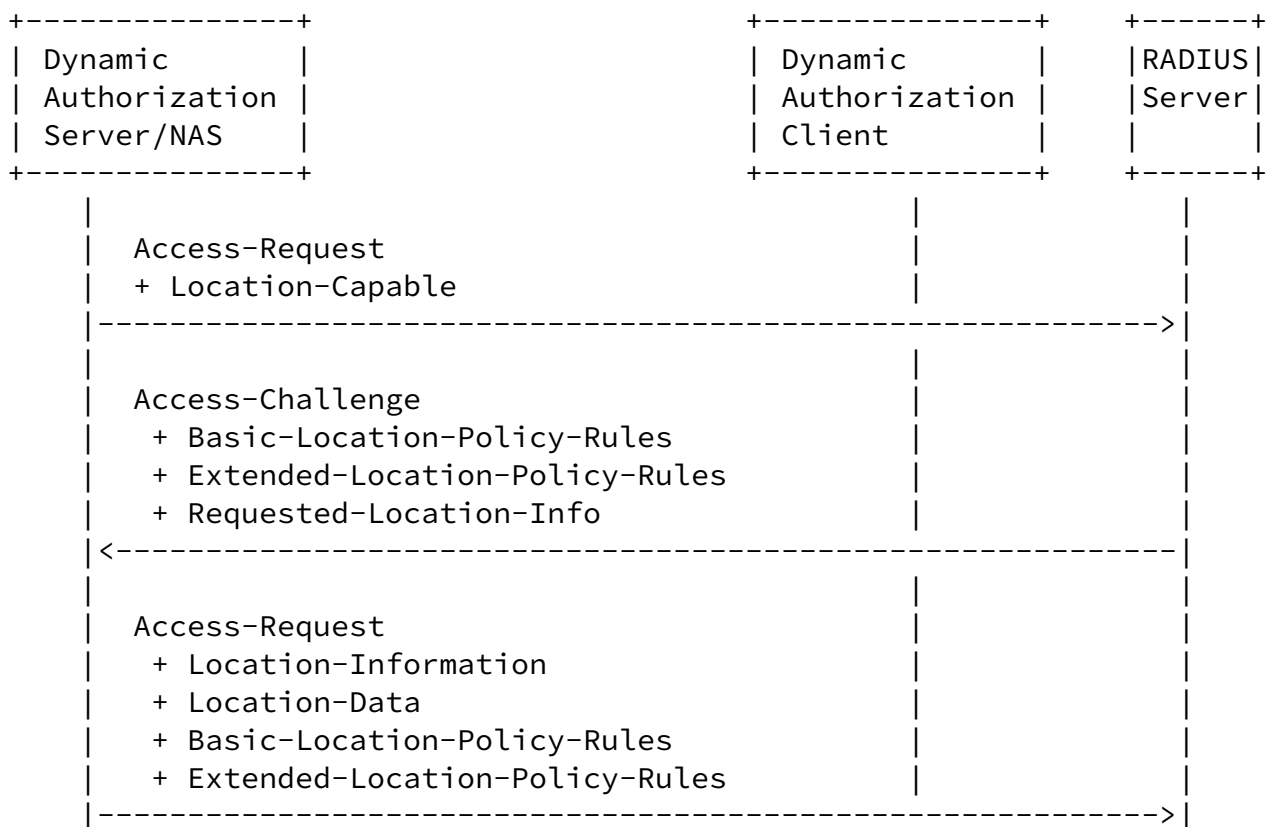 +---------------+                        +---------------+    +------+
| Dynamic       |                        | Dynamic       |    |RADIUS|
| Authorization |                        | Authorization |    |Server|
| Server/NAS    |                        | Client        |    |      |
+---------------+                        +---------------+    +------+
    |                                             |              |
    |  Access-Request                             |              |
    |  + Location-Capable                         |              |
    |----------------------------------------------------------->|
    |                                             |              |
    |  Access-Challenge                           |              |
    |   + Basic-Location-Policy-Rules             |              |
    |   + Extended-Location-Policy-Rules          |              |
    |   + Requested-Location-Info                 |              |
    |<-----------------------------------------------------------|
    |                                             |              |
    |  Access-Request                             |              |
    |   + Location-Information                    |              |
    |   + Location-Data                           |              |
    |   + Basic-Location-Policy-Rules             |              |
    |   + Extended-Location-Policy-Rules          |              |
    |----------------------------------------------------------->|